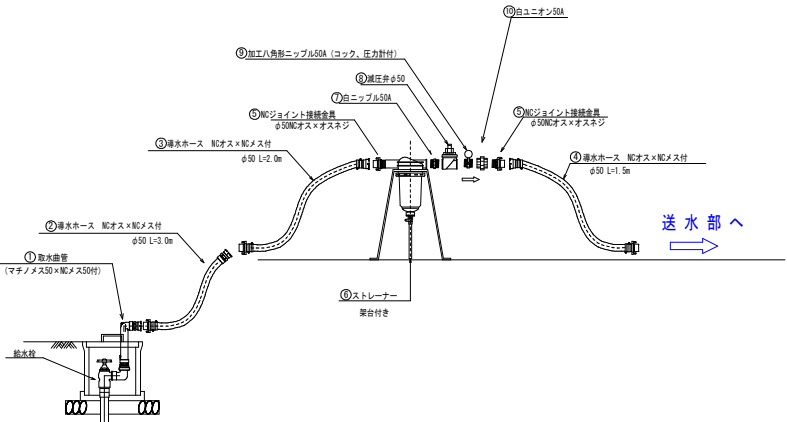 ⑩白ユニオン50A
⑨加工八角形ニップル50A（コック、圧力計付）
⑧減圧弁φ50
⑦白ニップル50A
⑤NCジョイント接続金具
φ50NCオス×オスネジ
⑤NCジョイント接続金具
φ50NCオス×オスネジ
③導水ホース　NCオス×NCメス付
φ50 L=2.0m
④導水ホース　NCオス×NCメス付
φ50 L=1.5m
②導水ホース　NCオス×NCメス付
φ50 L=3.0m
送水部へ
①取水曲管
(マチノメス50×NCメス50付)
⑥ストレーナー
架台付き
給水栓